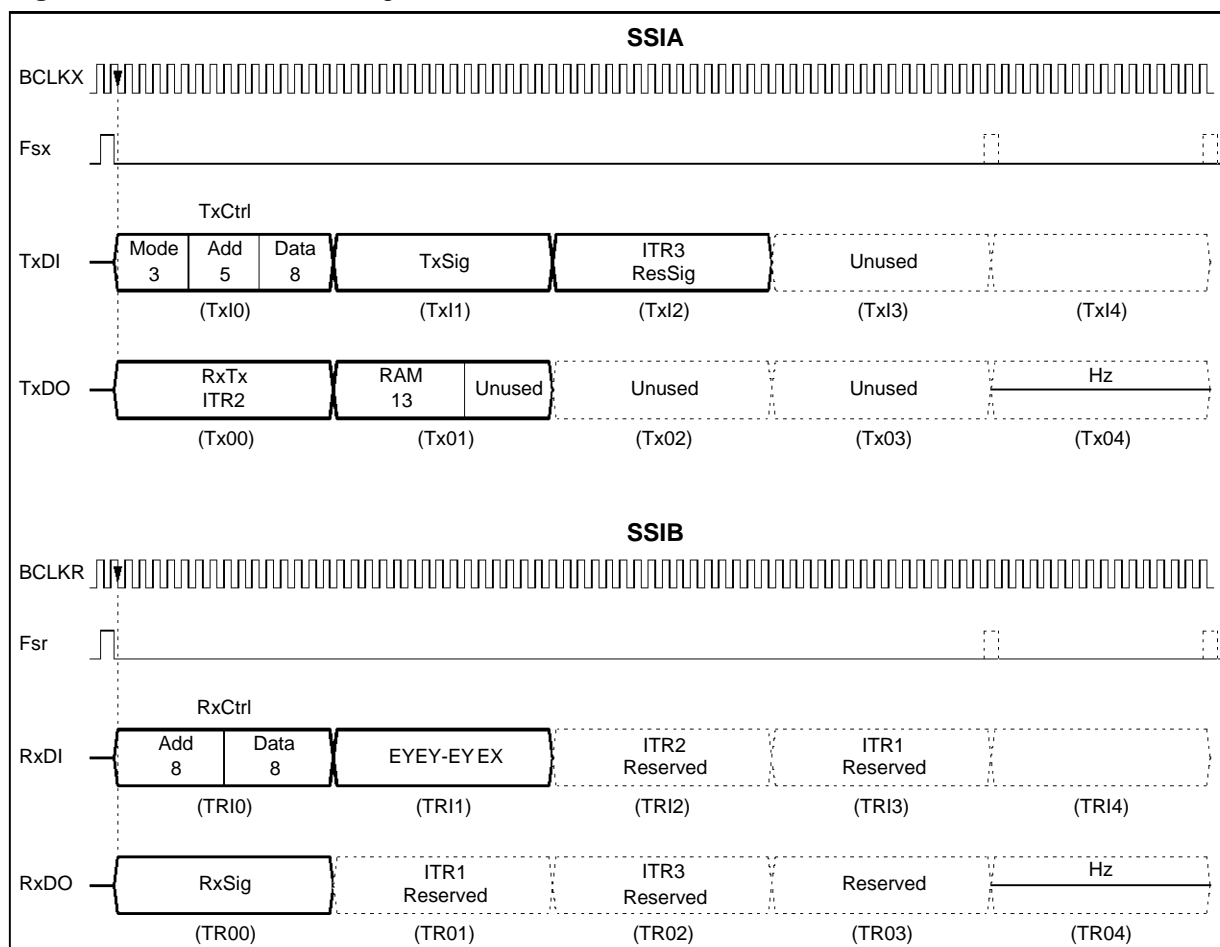 SSIA
BCLKX
Fsx
TxCtrl
TxDI
Mode
3
Add
5
Data
8
TxSig
ITR3
ResSig
Unused
(TxI0)
(TxI1)
(TxI2)
(TxI3)
(TxI4)
TxDO
RxTx
ITR2
RAM
13
Unused
Unused
Unused
Hz
(Tx00)
(Tx01)
(Tx02)
(Tx03)
(Tx04)
SSIB
BCLKR
Fsr
RxCtrl
RxDI
Add
8
Data
8
EYEY-EY EX
ITR2
Reserved
ITR1
Reserved
(TRI0)
(TRI1)
(TRI2)
(TRI3)
(TRI4)
RxDO
RxSig
ITR1
Reserved
ITR3
Reserved
Reserved
Hz
(TR00)
(TR01)
(TR02)
(TR03)
(TR04)